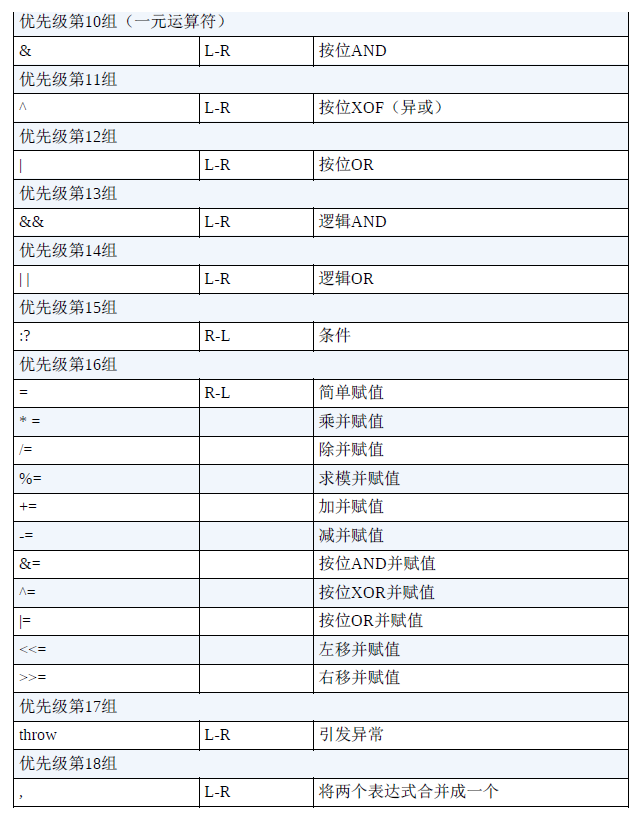 优先级第10组（一元运算符）
& L-R 按位AND
优先级第11组
^ L-R 按位XOF（异或）
优先级第12组
| L-R 按位OR
优先级第13组
&& L-R 逻辑AND
优先级第14组
| | L-R 逻辑OR
优先级第15组
:? R-L 条件
优先级第16组
= R-L 简单赋值
* = 乘并赋值
/= 除并赋值
%= 求模并赋值
+= 加并赋值
-= 减并赋值
&= 按位AND并赋值
^= 按位XOR并赋值
|= 按位OR并赋值
<<= 左移并赋值
>>= 右移并赋值
优先级第17组
throw L-R 引发异常
优先级第18组
, L-R 将两个表达式合并成一个